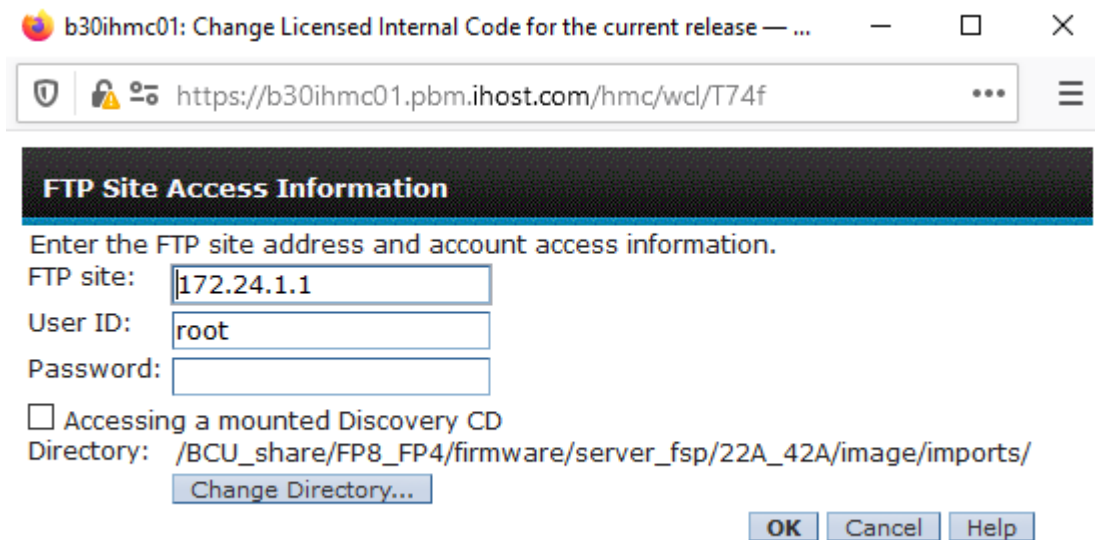 b30ihmc01: Change Licensed Internal Code for the current release — ...
https://b30ihmc01.pbm.ihost.com/hmc/wcl/T74f
FTP Site Access Information
Enter the FTP site address and account access information.
FTP site: 172.24.1.1
User ID: root
Password:
Accessing a mounted Discovery CD
Directory: /BCU_share/FP8_FP4/firmware/server_fsp/22A_42A/image/imports/
Change Directory...
OK Cancel Help